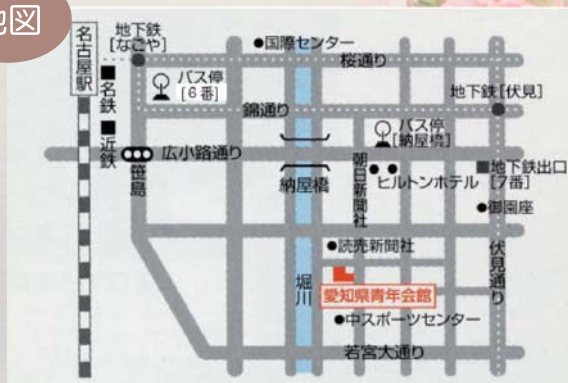 地図
名古屋駅
地下鉄
[なごや]
●国際センター
桜通り
■名鉄
■近鉄
バス停
[6番]
錦通り
地下鉄[伏見]
バス停
[納屋橋]
広小路通り
笹島
納屋橋
朝日新聞社
ヒルトンホテル
■地下鉄出口
[7番]
●御園座
伏見通り
●読売新聞社
堀川
愛知県青年会館
●中スポーツセンター
若宮大通り